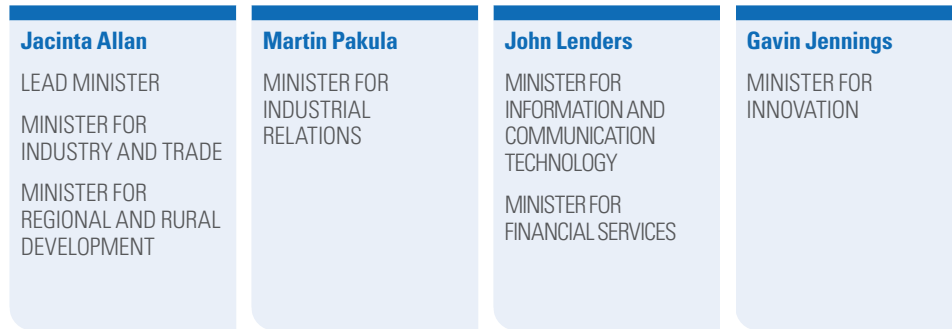 Jacinta Allan
LEAD MINISTER
MINISTER FOR
INDUSTRY AND TRADE
MINISTER FOR
REGIONAL AND RURAL
DEVELOPMENT
Martin Pakula
MINISTER FOR
INDUSTRIAL
RELATIONS
John Lenders
MINISTER FOR
INFORMATION AND
COMMUNICATION
TECHNOLOGY
MINISTER FOR
FINANCIAL SERVICES
Gavin Jennings
MINISTER FOR
INNOVATION